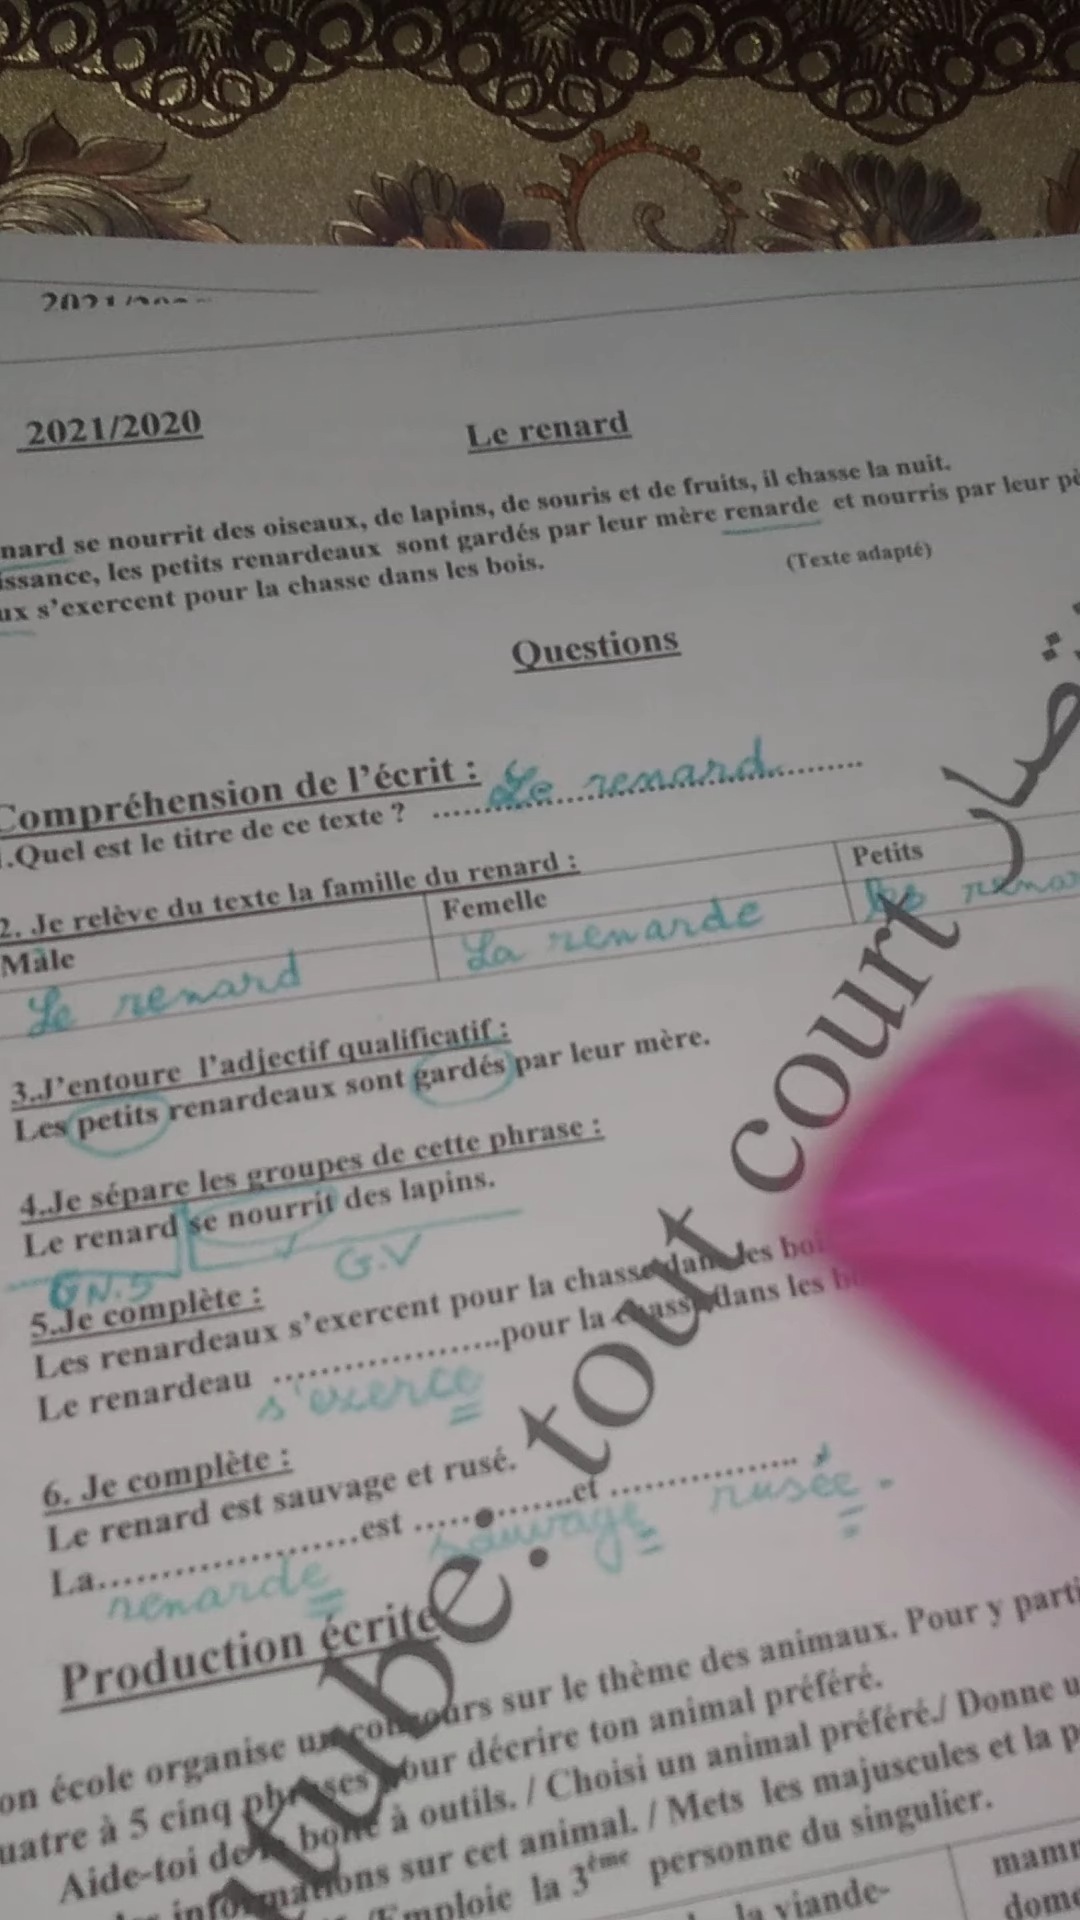 2021/2020
Le renard
se nourrit des oiseaux, de lapins, de souris et de fruits, il chasse la nuit.
les petits renardeaux sont gardés par leur mère renarde et nourris par leur
s'exercent pour la chasse dans les bois.
(Texte adapté)
Questions
Compréhension de l'écrit :
1.Quel est le titre de ce texte ? Le renard
2. Je relève du texte la famille du renard :
Mâle Femelle Petits
Le renard La renarde
3.J'entoure l'adjectif qualificatif :
Les petits renardeaux sont gardés par leur mère.
4.Je sépare les groupes de cette phrase :
Le renard se nourrit des lapins.
G.N.S G.V
5.Je complète :
Les renardeaux s'exercent pour la chasse dans les
Le renardeau ....................pour la chasse dans les
s'exerce
6. Je complète :
Le renard est sauvage et rusé.
La......................est ..............et ................
renarde sauvage rusée.
Production écrite
école organise un concours sur le thème des animaux. Pour y
à 5 cinq phrases pour décrire ton animal préféré.
Aide-toi de boîte à outils. / Choisi un animal préféré./ Donne
informations sur cet animal. / Mets les majuscules et la
/Emploie la 3ème personne du singulier.
la viande-
tout court